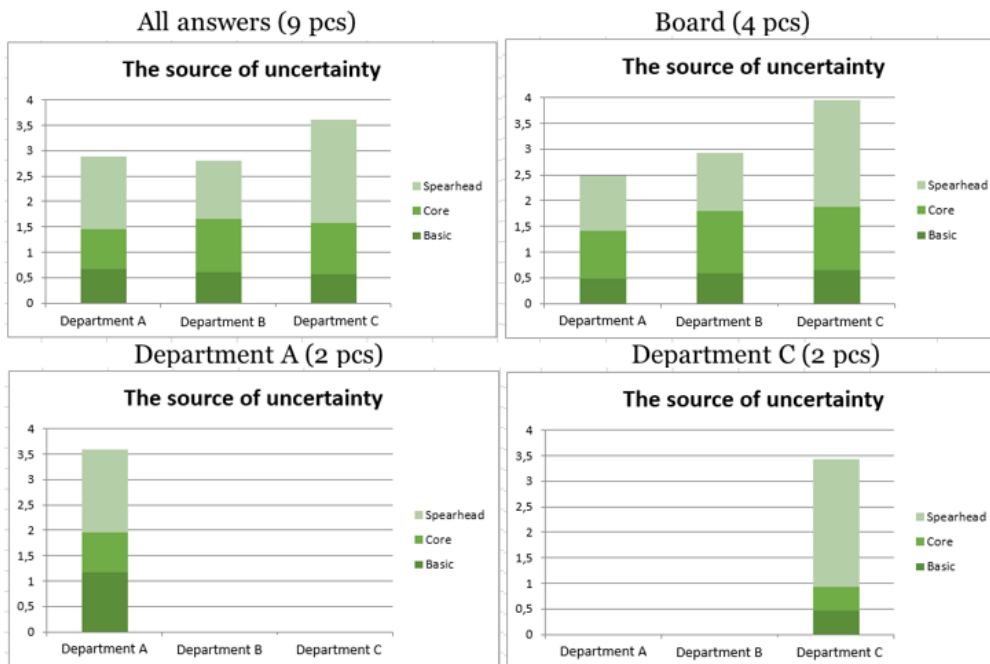 All answers (9 pcs)
The source of uncertainty
4
3,5
3
2,5
2
1,5
1
0,5
0
Department A
Department B
Department C
Spearhead
Core
Basic
Board (4 pcs)
The source of uncertainty
4
3,5
3
2,5
2
1,5
1
0,5
0
Department A
Department B
Department C
Spearhead
Core
Basic
Department A (2 pcs)
The source of uncertainty
4
3,5
3
2,5
2
1,5
1
0,5
0
Department A
Department B
Department C
Spearhead
Core
Basic
Department C (2 pcs)
The source of uncertainty
4
3,5
3
2,5
2
1,5
1
0,5
0
Department A
Department B
Department C
Spearhead
Core
Basic